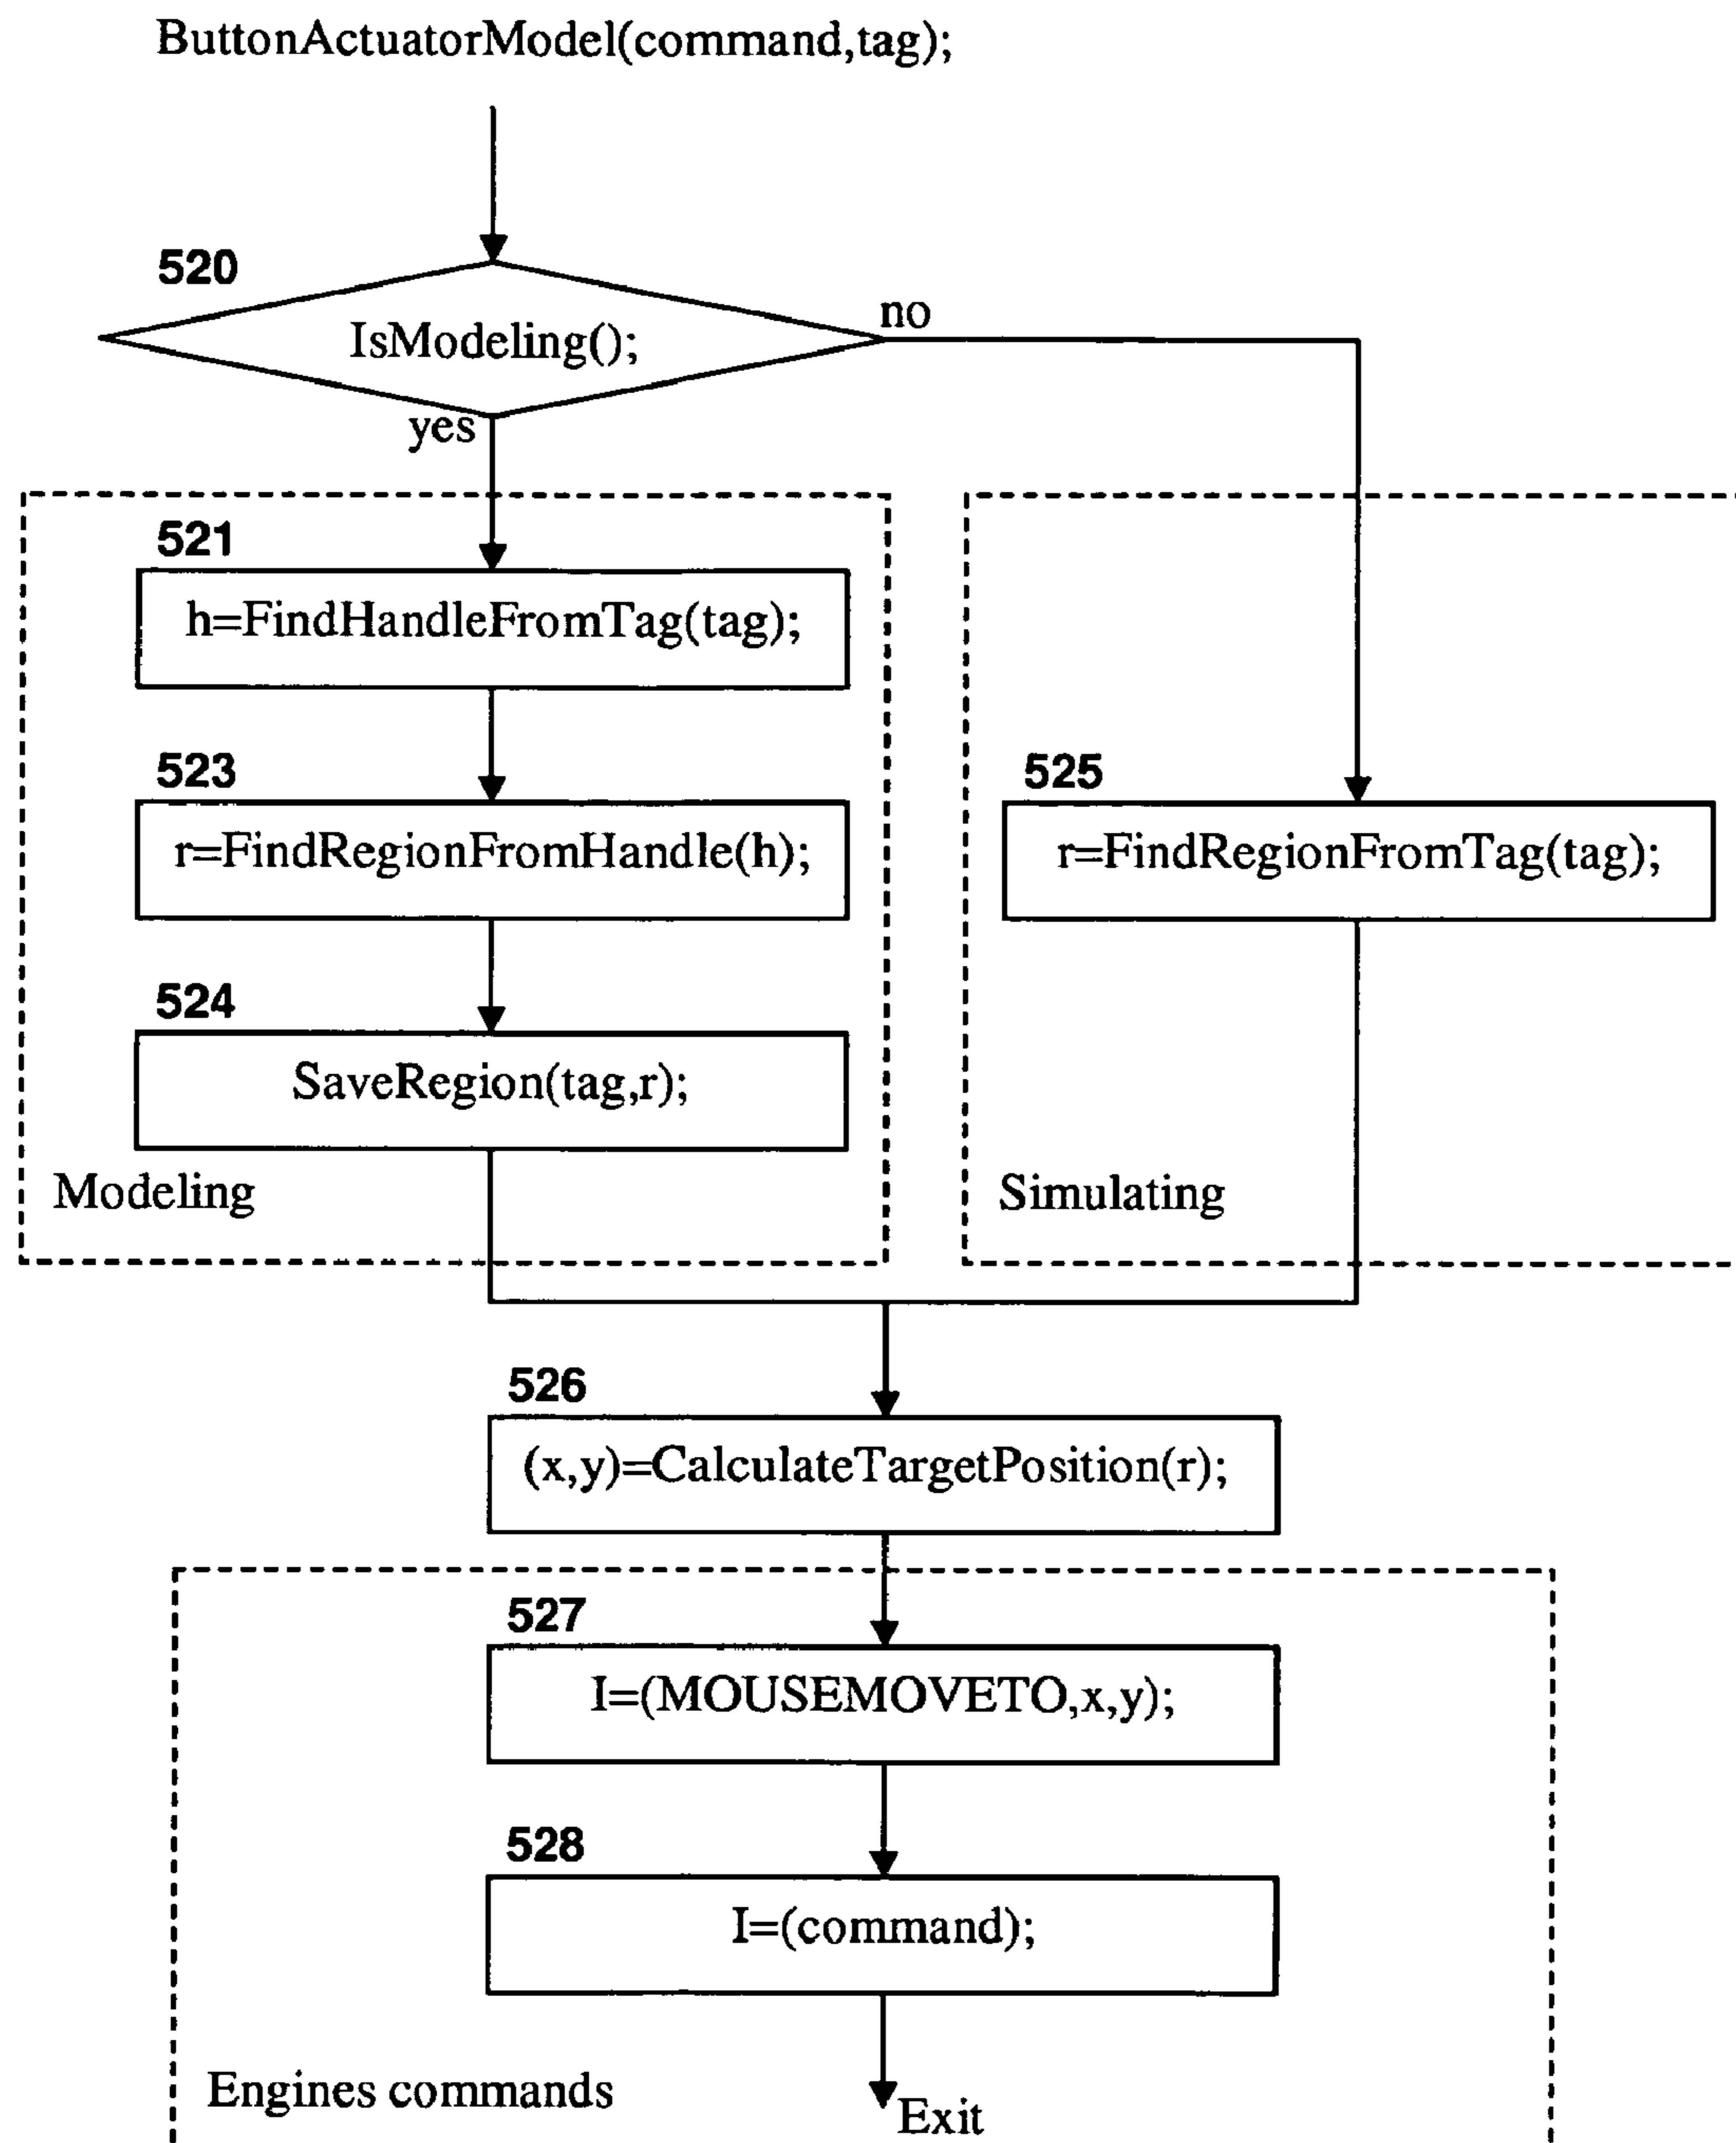 ButtonActuatorModel(command,tag);
520
IsModeling();
no
yes
521
h=FindHandleFromTag(tag);
523
r=FindRegionFromHandle(h);
525
r=FindRegionFromTag(tag);
524
SaveRegion(tag,r);
Modeling
Simulating
526
(x,y)=CalculateTargetPosition(r);
527
I=(MOUSEMOVETO,x,y);
528
I=(command);
Engines commands
Exit